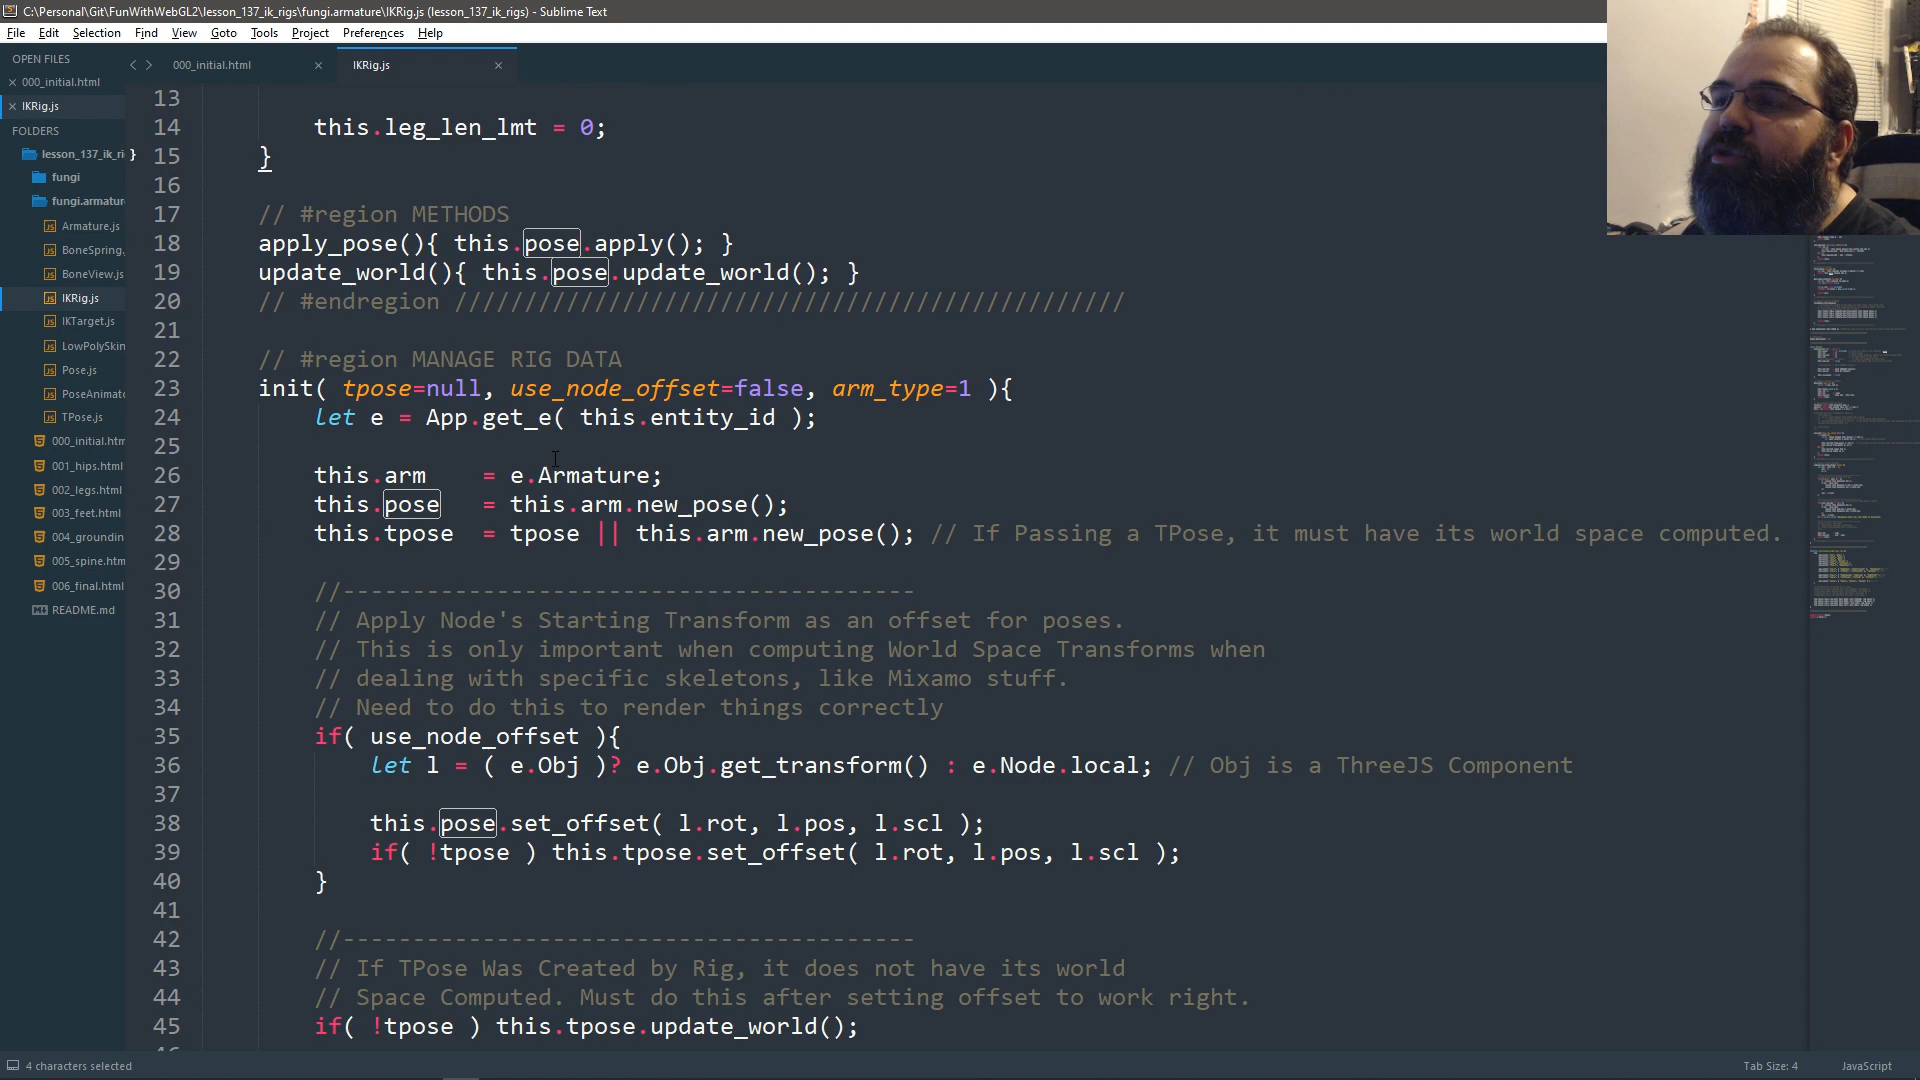 C:\Personal\Git\FunWithWebGL2\lesson_137_ik_rigs\fungi.armature\IKRig.js (lesson_137_ik_rigs) - Sublime Text
File Edit Selection Find View Goto Tools Project Preferences Help
OPEN FILES
000_initial.html
IKRig.js
FOLDERS
lesson_137_ik_ri
fungi
fungi.armatur
Armature.js
BoneSpring.
BoneView.js
IKRig.js
IKTarget.js
LowPolySkin
Pose.js
PoseAnimat
TPose.js
000_initial.htm
001_hips.html
002_legs.html
003_feet.html
004_groundin
005_spine.htm
006_final.html
README.md
000_initial.html
IKRig.js
}
13
14 this.leg_len_lmt = 0;
15 }
16
17 // #region METHODS
18 apply_pose(){ this.pose.apply(); }
19 update_world(){ this.pose.update_world(); }
20 // #endregion ////////////////////////////////////////////////
21
22 // #region MANAGE RIG DATA
23 init( tpose=null, use_node_offset=false, arm_type=1 ){
24 let e = App.get_e( this.entity_id );
25
26 this.arm = e.Armature;
27 this.pose = this.arm.new_pose();
28 this.tpose = tpose || this.arm.new_pose(); // If Passing a TPose, it must have its world space computed.
29
30 //-----------------------------------------
31 // Apply Node's Starting Transform as an offset for poses.
32 // This is only important when computing World Space Transforms when
33 // dealing with specific skeletons, like Mixamo stuff.
34 // Need to do this to render things correctly
35 if( use_node_offset ){
36 let l = ( e.Obj )? e.Obj.get_transform() : e.Node.local; // Obj is a ThreeJS Component
37
38 this.pose.set_offset( l.rot, l.pos, l.scl );
39 if( !tpose ) this.tpose.set_offset( l.rot, l.pos, l.scl );
40 }
41
42 //-----------------------------------------
43 // If TPose Was Created by Rig, it does not have its world
44 // Space Computed. Must do this after setting offset to work right.
45 if( !tpose ) this.tpose.update_world();
4 characters selected
Tab Size: 4
JavaScript